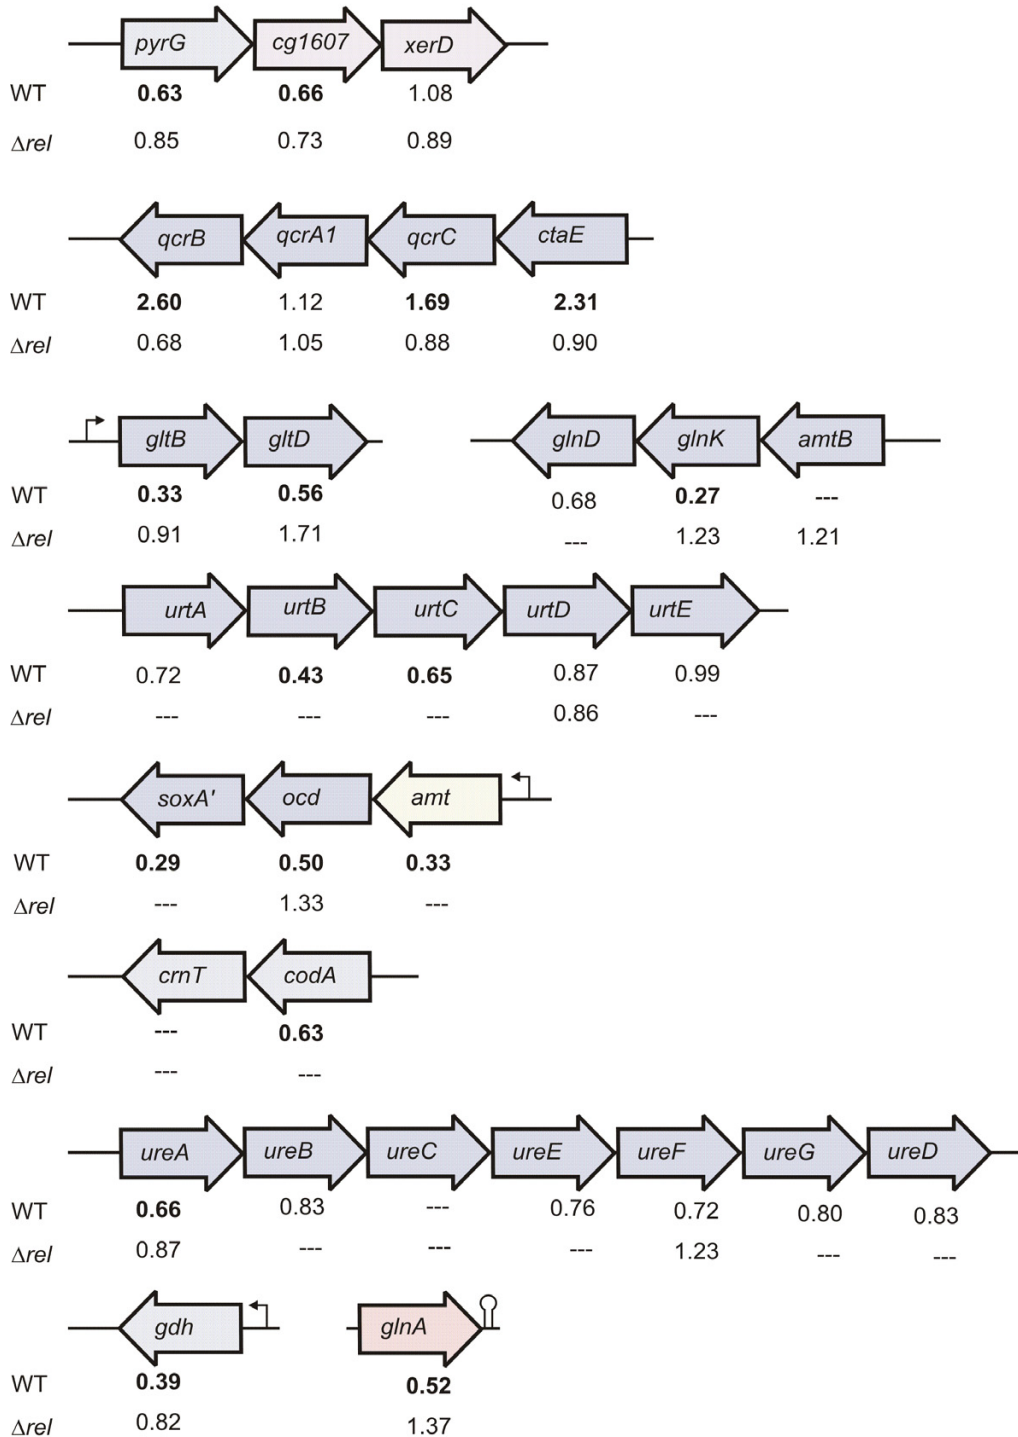 pyrG cg1607 xerD
WT 0.63 0.66 1.08
Δrel 0.85 0.73 0.89
qcrB qcrA1 qcrC ctaE
WT 2.60 1.12 1.69 2.31
Δrel 0.68 1.05 0.88 0.90
gltB gltD glnD glnK amtB
WT 0.33 0.56 0.68 0.27 ---
Δrel 0.91 1.71 --- 1.23 1.21
urtA urtB urtC urtD urtE
WT 0.72 0.43 0.65 0.87 0.99
Δrel --- --- --- 0.86 ---
soxA' ocd amt
WT 0.29 0.50 0.33
Δrel --- 1.33 ---
crnT codA
WT --- 0.63
Δrel --- ---
ureA ureB ureC ureE ureF ureG ureD
WT 0.66 0.83 --- 0.76 0.72 0.80 0.83
Δrel 0.87 --- --- --- 1.23 --- ---
gdh glnA
WT 0.39 0.52
Δrel 0.82 1.37